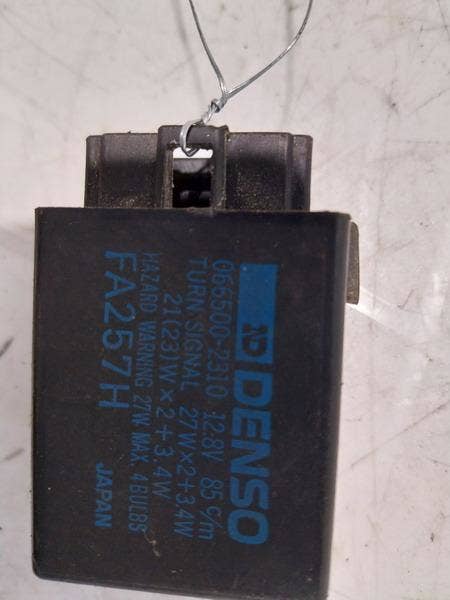 DENSO
065500-2310 12.8V 85 c/m
TURN SIGNAL 27W×2+3.4W
21(23)W×2+3.4W
HAZARD WARNING 27W MAX. 4BULBS
FA257H JAPAN